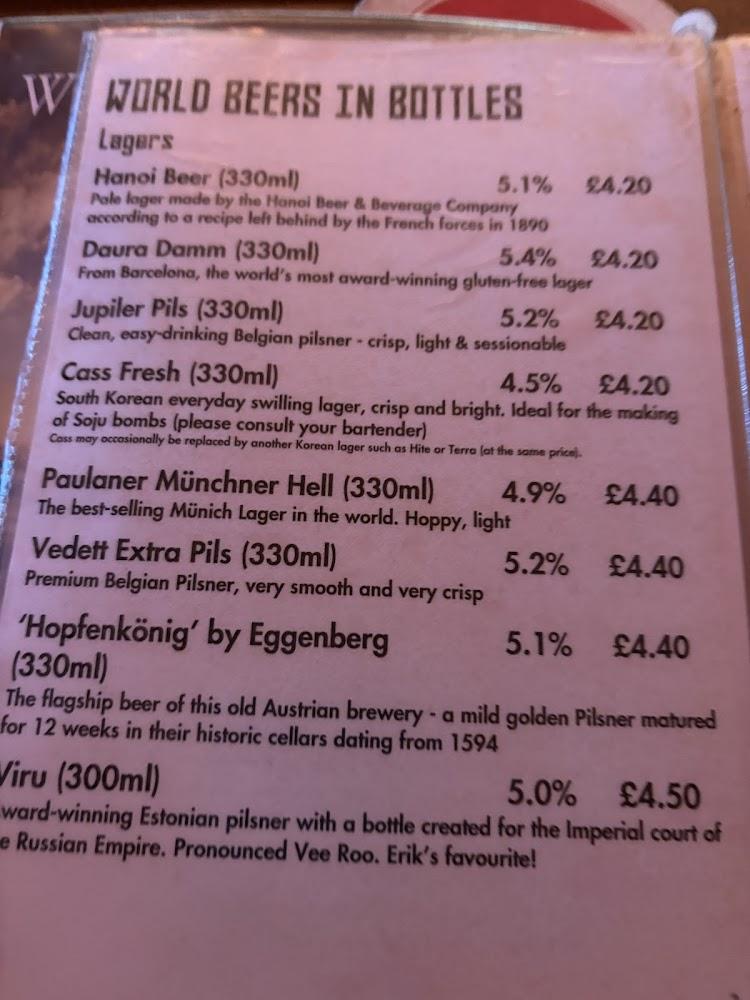 W
WORLD BEERS IN BOTTLES
Lagers
Hanoi Beer (330ml) 5.1% £4.20
Pale lager made by the Hanoi Beer & Beverage Company
according to a recipe left behind by the French forces in 1890
Daura Damm (330ml) 5.4% £4.20
From Barcelona, the world's most award-winning gluten-free lager
Jupiler Pils (330ml) 5.2% £4.20
Clean, easy-drinking Belgian pilsner - crisp, light & sessionable
Cass Fresh (330ml) 4.5% £4.20
South Korean everyday swilling lager, crisp and bright. Ideal for the making
of Soju bombs (please consult your bartender)
Cass may occasionally be replaced by another Korean lager such as Hite or Terra (at the same price).
Paulaner Münchner Hell (330ml) 4.9% £4.40
The best-selling Münich Lager in the world. Hoppy, light
Vedett Extra Pils (330ml) 5.2% £4.40
Premium Belgian Pilsner, very smooth and very crisp
'Hopfenkönig' by Eggenberg 5.1% £4.40
(330ml)
The flagship beer of this old Austrian brewery - a mild golden Pilsner matured
for 12 weeks in their historic cellars dating from 1594
Viru (300ml) 5.0% £4.50
ward-winning Estonian pilsner with a bottle created for the Imperial court of
e Russian Empire. Pronounced Vee Roo. Erik's favourite!